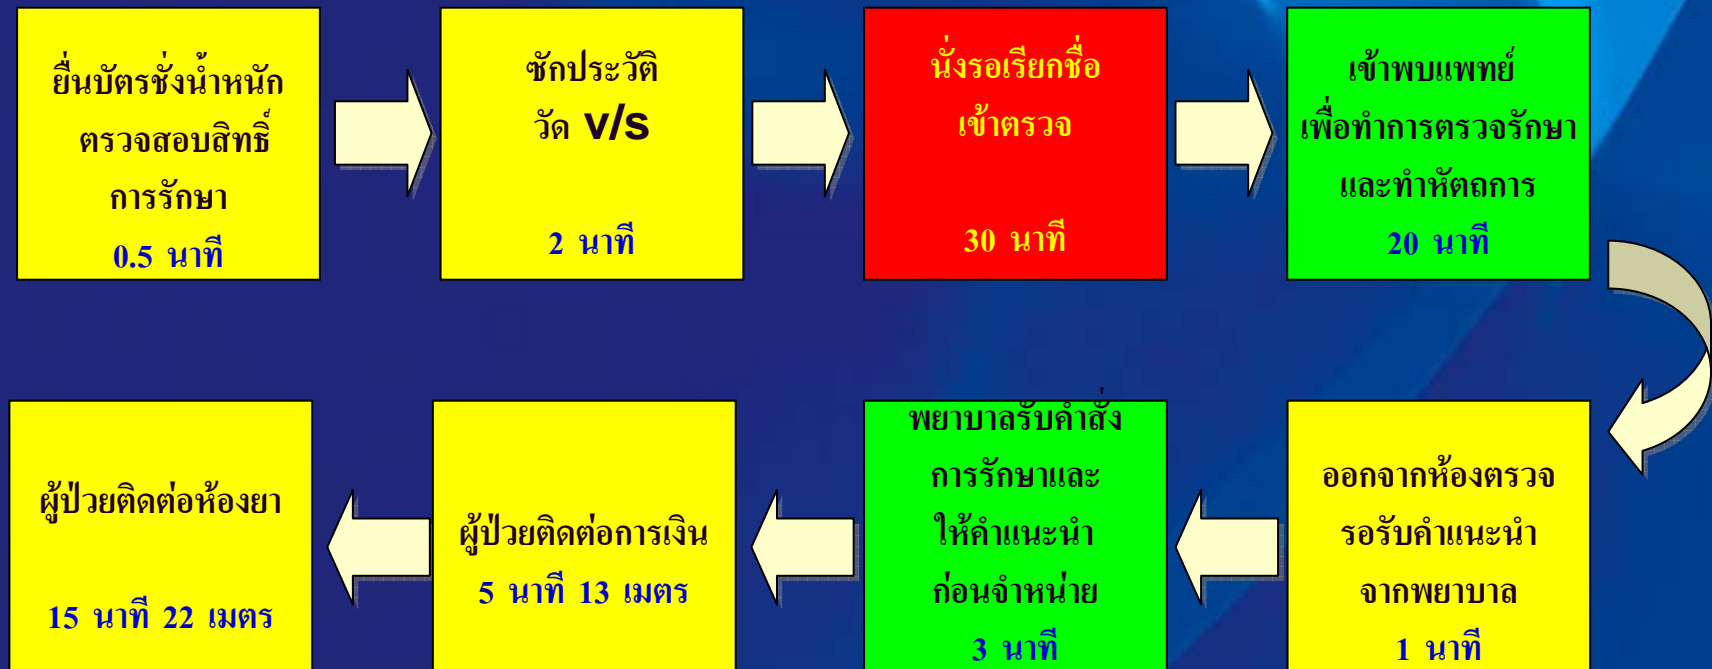 ยื่นบัตรชั่งน้ำหนัก
ตรวจสอบสิทธิ์
การรักษา
0.5 นาที
ซักประวัติ
วัด v/s
2 นาที
นั่งรอเรียกชื่อ
เข้าตรวจ
30 นาที
เข้าพบแพทย์
เพื่อทำการตรวจรักษา
และทำหัตถการ
20 นาที
ออกจากห้องตรวจ
รอรับคำแนะนำ
จากพยาบาล
1 นาที
พยาบาลรับคำสั่ง
การรักษาและ
ให้คำแนะนำ
ก่อนจำหน่าย
3 นาที
ผู้ป่วยติดต่อการเงิน
5 นาที 13 เมตร
ผู้ป่วยติดต่อห้องยา
15 นาที 22 เมตร